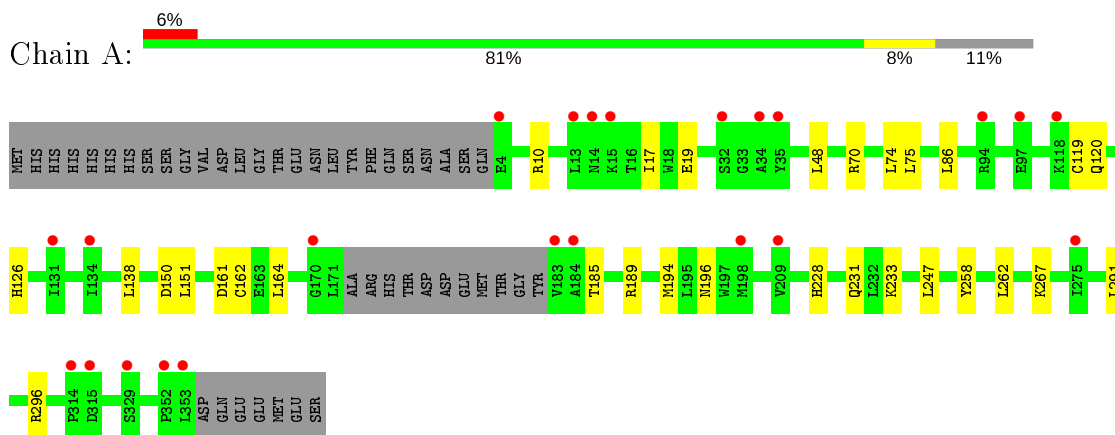 6%
Chain A:
81% 8% 11%
MET HIS HIS HIS HIS HIS HIS SER SER GLY VAL ASP LEU GLY THR GLU ASN LEU TYR PHE GLN SER ASN ALA SER GLN E4 R10 L13 N14 K15 T16 I17 W18 E19 S32 G33 A34 Y35 L48 R70 L74 L75 L86 R94 E97 K118 C119 Q120
H126 I131 I134 L138 D150 L151 D161 C162 E163 L164 G170 L171 ALA ARG HIS THR ASP ASP GLU MET THR GLY TYR V183 A184 T185 R189 M194 L195 N196 W197 M198 V209 H228 Q231 L232 K233 L247 Y258 L262 K267 I275 L291
R296 P314 D315 S329 P352 L353 ASP GLN GLU GLU MET GLU SER